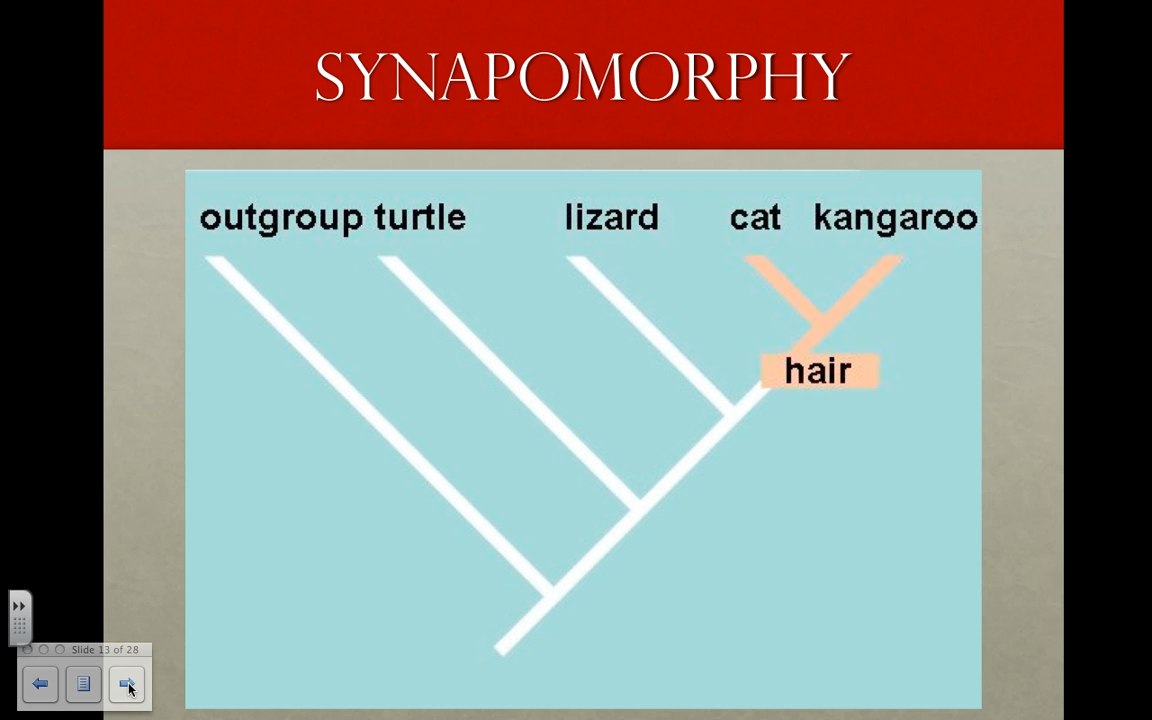 SYNAPOMORPHY
outgroup turtle lizard cat kangaroo
hair
Slide 13 of 28